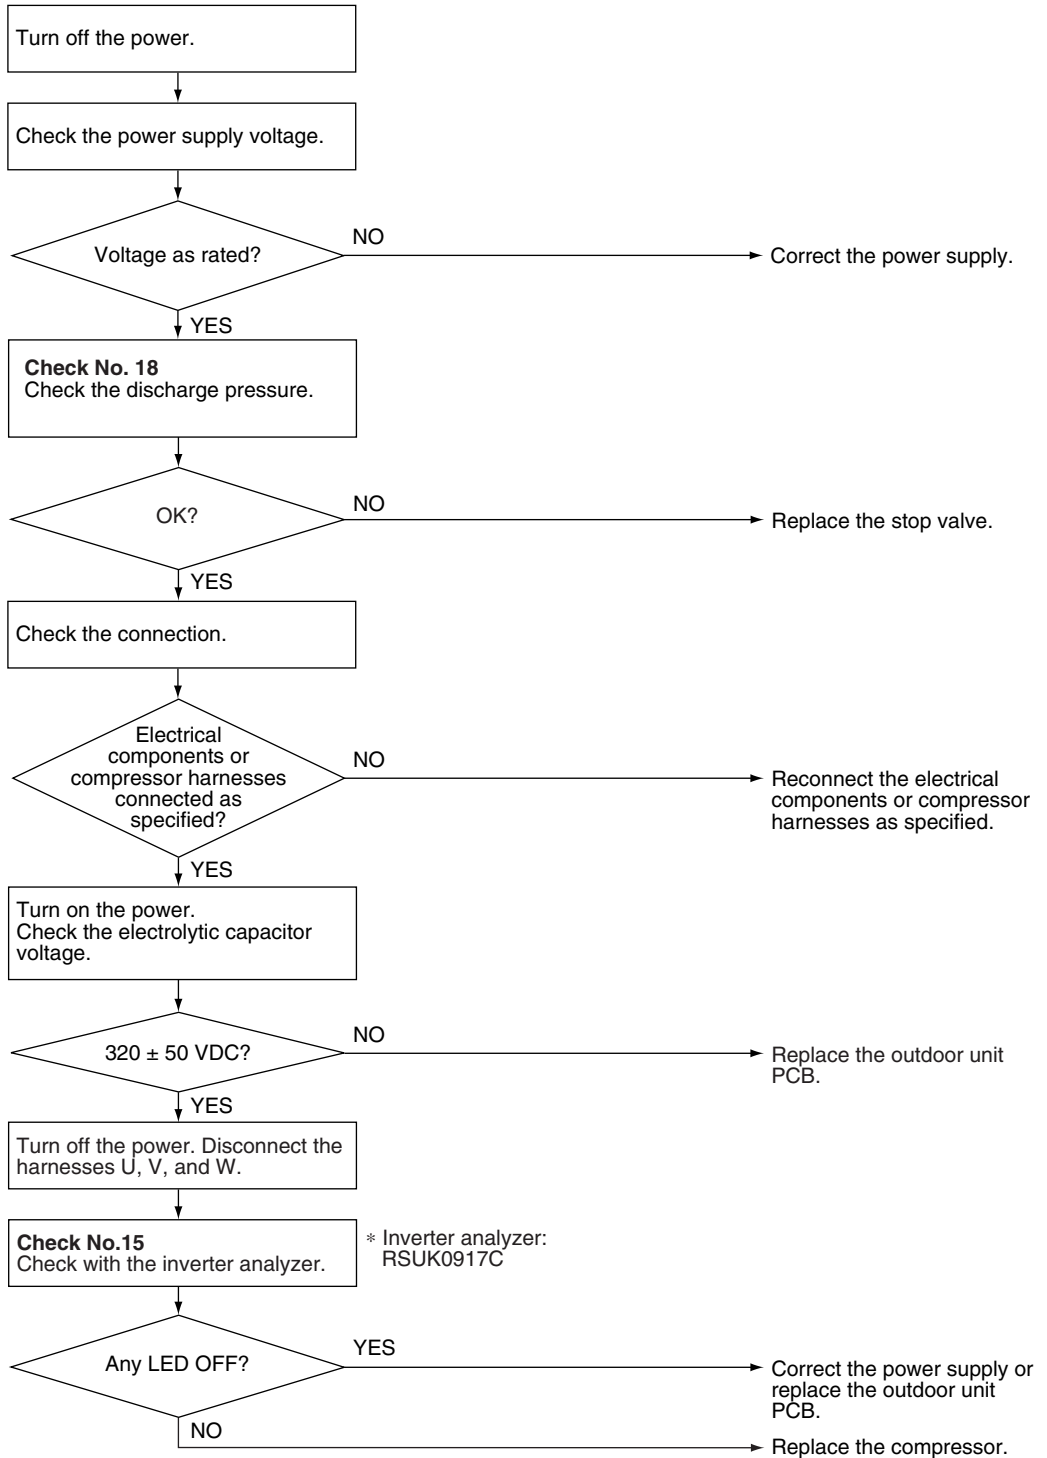 Turn off the power.
Check the power supply voltage.
Voltage as rated?
NO
Correct the power supply.
YES
Check No. 18
Check the discharge pressure.
OK?
NO
Replace the stop valve.
YES
Check the connection.
Electrical
components or
compressor harnesses
connected as
specified?
NO
Reconnect the electrical
components or compressor
harnesses as specified.
YES
Turn on the power.
Check the electrolytic capacitor
voltage.
320 ± 50 VDC?
NO
Replace the outdoor unit
PCB.
YES
Turn off the power. Disconnect the
harnesses U, V, and W.
Check No.15
Check with the inverter analyzer.
* Inverter analyzer:
RSUK0917C
Any LED OFF?
YES
Correct the power supply or
replace the outdoor unit
PCB.
NO
Replace the compressor.